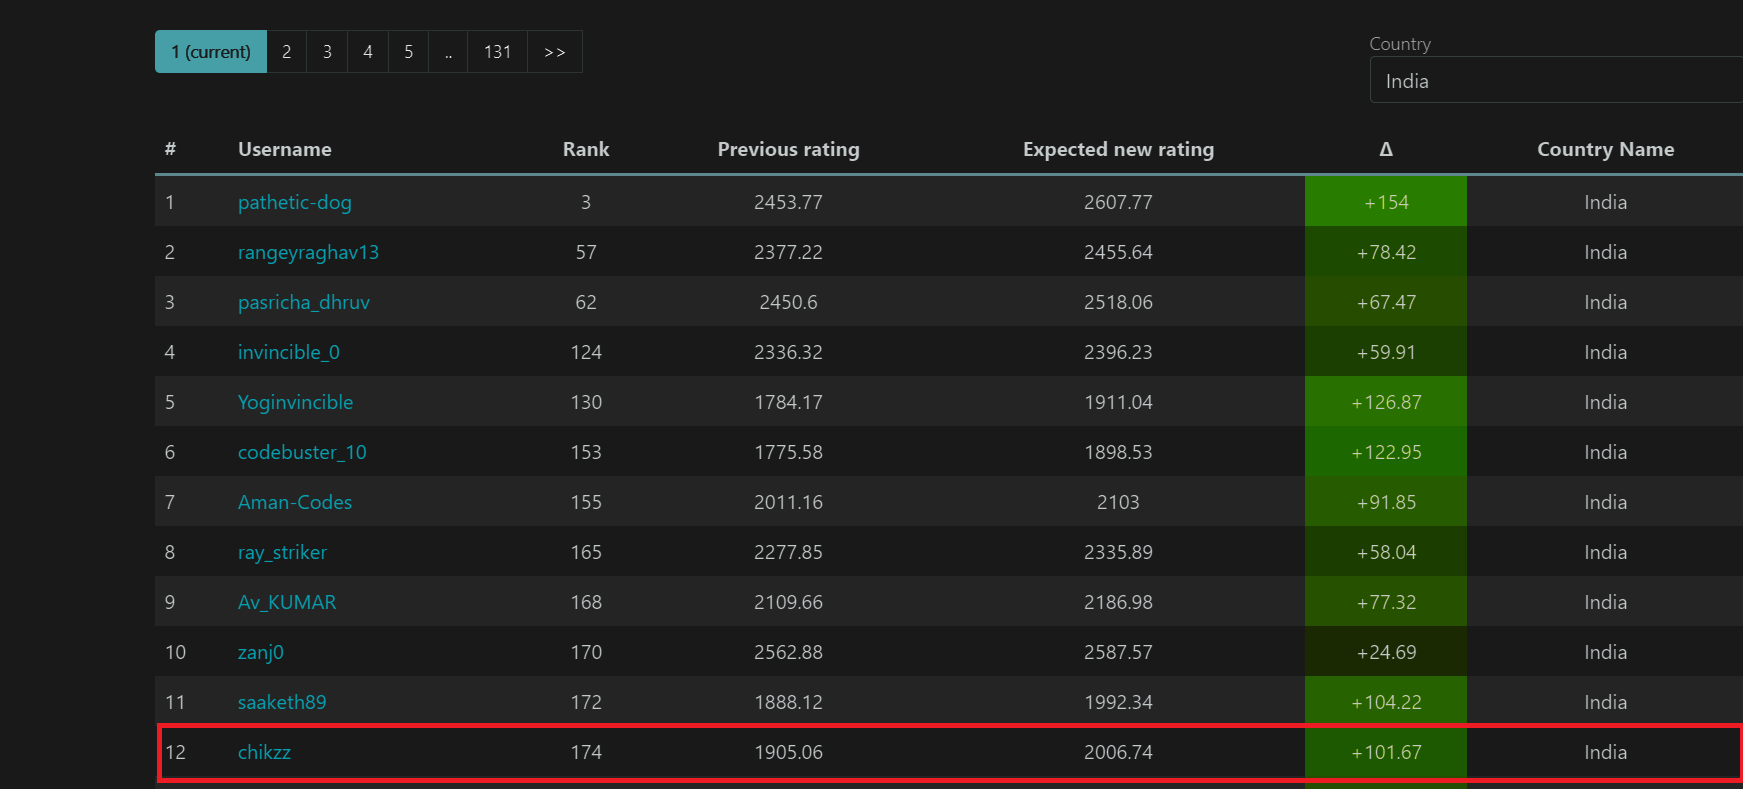 1 (current) 2 3 4 5 .. 131 >>
Country
India
# Username Rank Previous rating Expected new rating Δ Country Name
1 pathetic-dog 3 2453.77 2607.77 +154 India
2 rangeyraghav13 57 2377.22 2455.64 +78.42 India
3 pasricha_dhruv 62 2450.6 2518.06 +67.47 India
4 invincible_0 124 2336.32 2396.23 +59.91 India
5 Yoginvincible 130 1784.17 1911.04 +126.87 India
6 codebuster_10 153 1775.58 1898.53 +122.95 India
7 Aman-Codes 155 2011.16 2103 +91.85 India
8 ray_striker 165 2277.85 2335.89 +58.04 India
9 Av_KUMAR 168 2109.66 2186.98 +77.32 India
10 zanj0 170 2562.88 2587.57 +24.69 India
11 saaketh89 172 1888.12 1992.34 +104.22 India
12 chikzz 174 1905.06 2006.74 +101.67 India